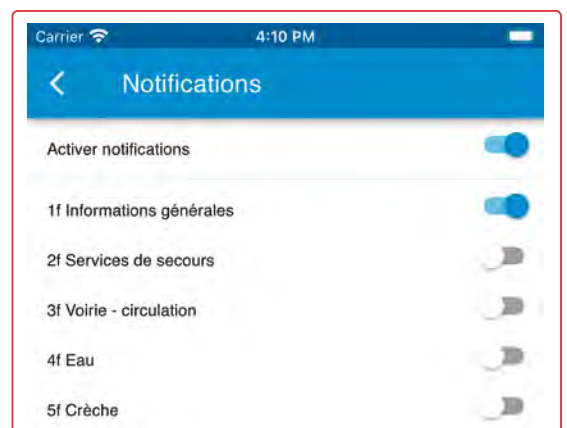 Carrier 4:10 PM
Notifications
Activer notifications
1f Informations générales
2f Services de secours
3f Voirie - circulation
4f Eau
5f Crèche